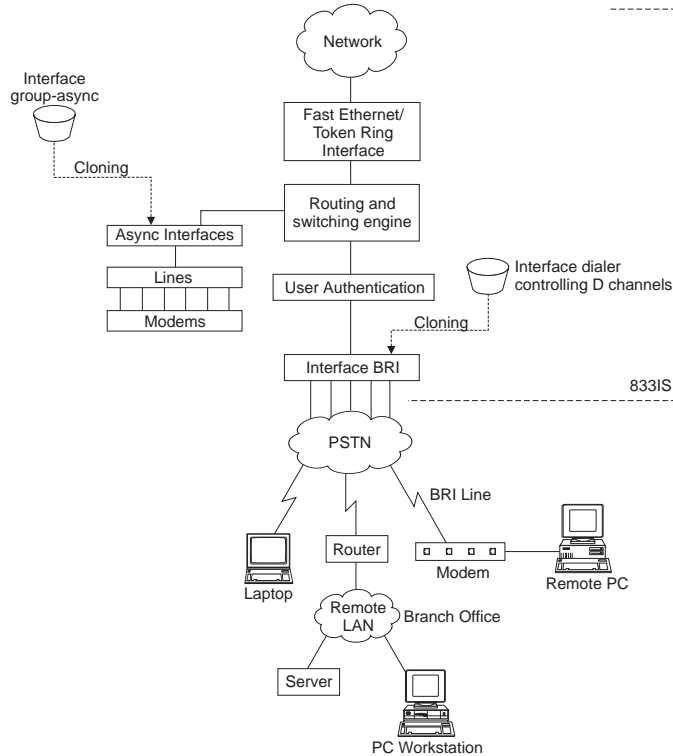 Network
Interface
group-async
Fast Ethernet/
Token Ring
Interface
Cloning
Routing and
switching engine
Async Interfaces
Lines
Modems
User Authentication
Interface dialer
controlling D channels
Cloning
Interface BRI
833IS
PSTN
BRI Line
Router
Modem
Laptop
Remote PC
Remote
LAN
Branch Office
Server
PC Workstation